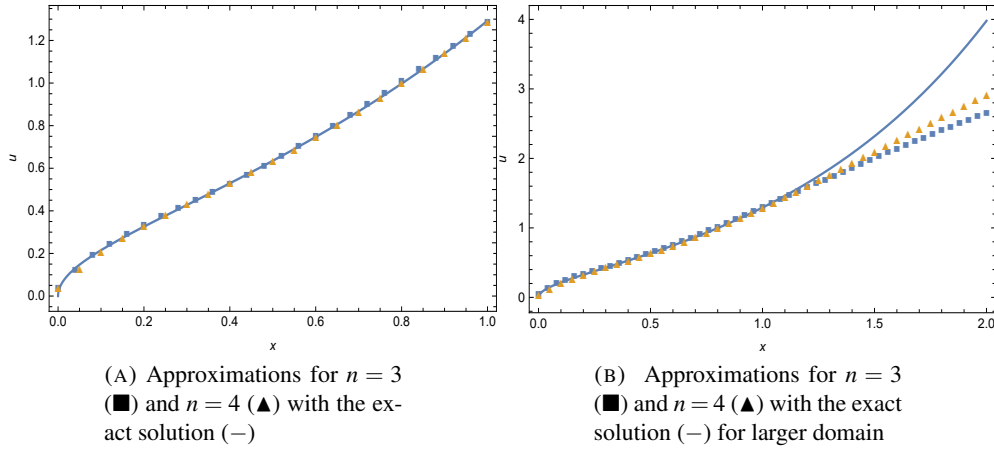 1.2
1.0
0.8
u
0.6
0.4
0.2
0.0
0.0 0.2 0.4 0.6 0.8 1.0
x
(A) Approximations for n = 3
(■) and n = 4 (▲) with the ex-
act solution (−)
4
3
u
2
1
0
0.0 0.5 1.0 1.5 2.0
x
(B) Approximations for n = 3
(■) and n = 4 (▲) with the exact
solution (−) for larger domain